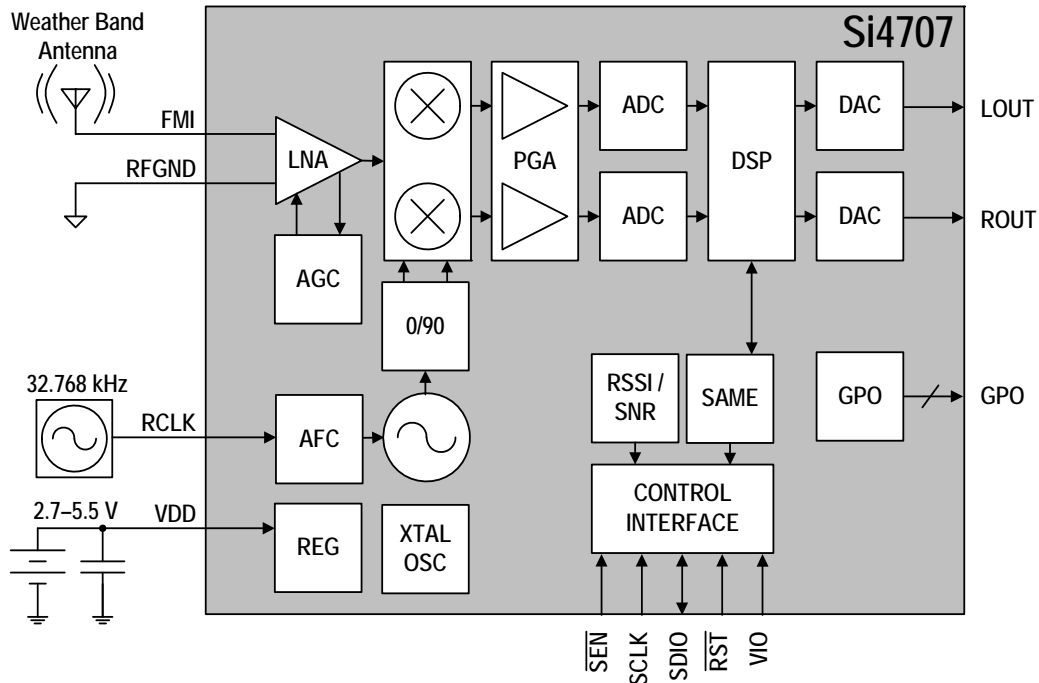 Weather Band
Antenna
Si4707
FMI
RFGND
LNA
AGC
0/90
PGA
ADC
ADC
DSP
DAC
DAC
LOUT
ROUT
32.768 kHz
RCLK
AFC
RSSI /
SNR
SAME
GPO
GPO
2.7–5.5 V
VDD
REG
XTAL
OSC
CONTROL
INTERFACE
SEN
SCLK
SDIO
RST
VIO